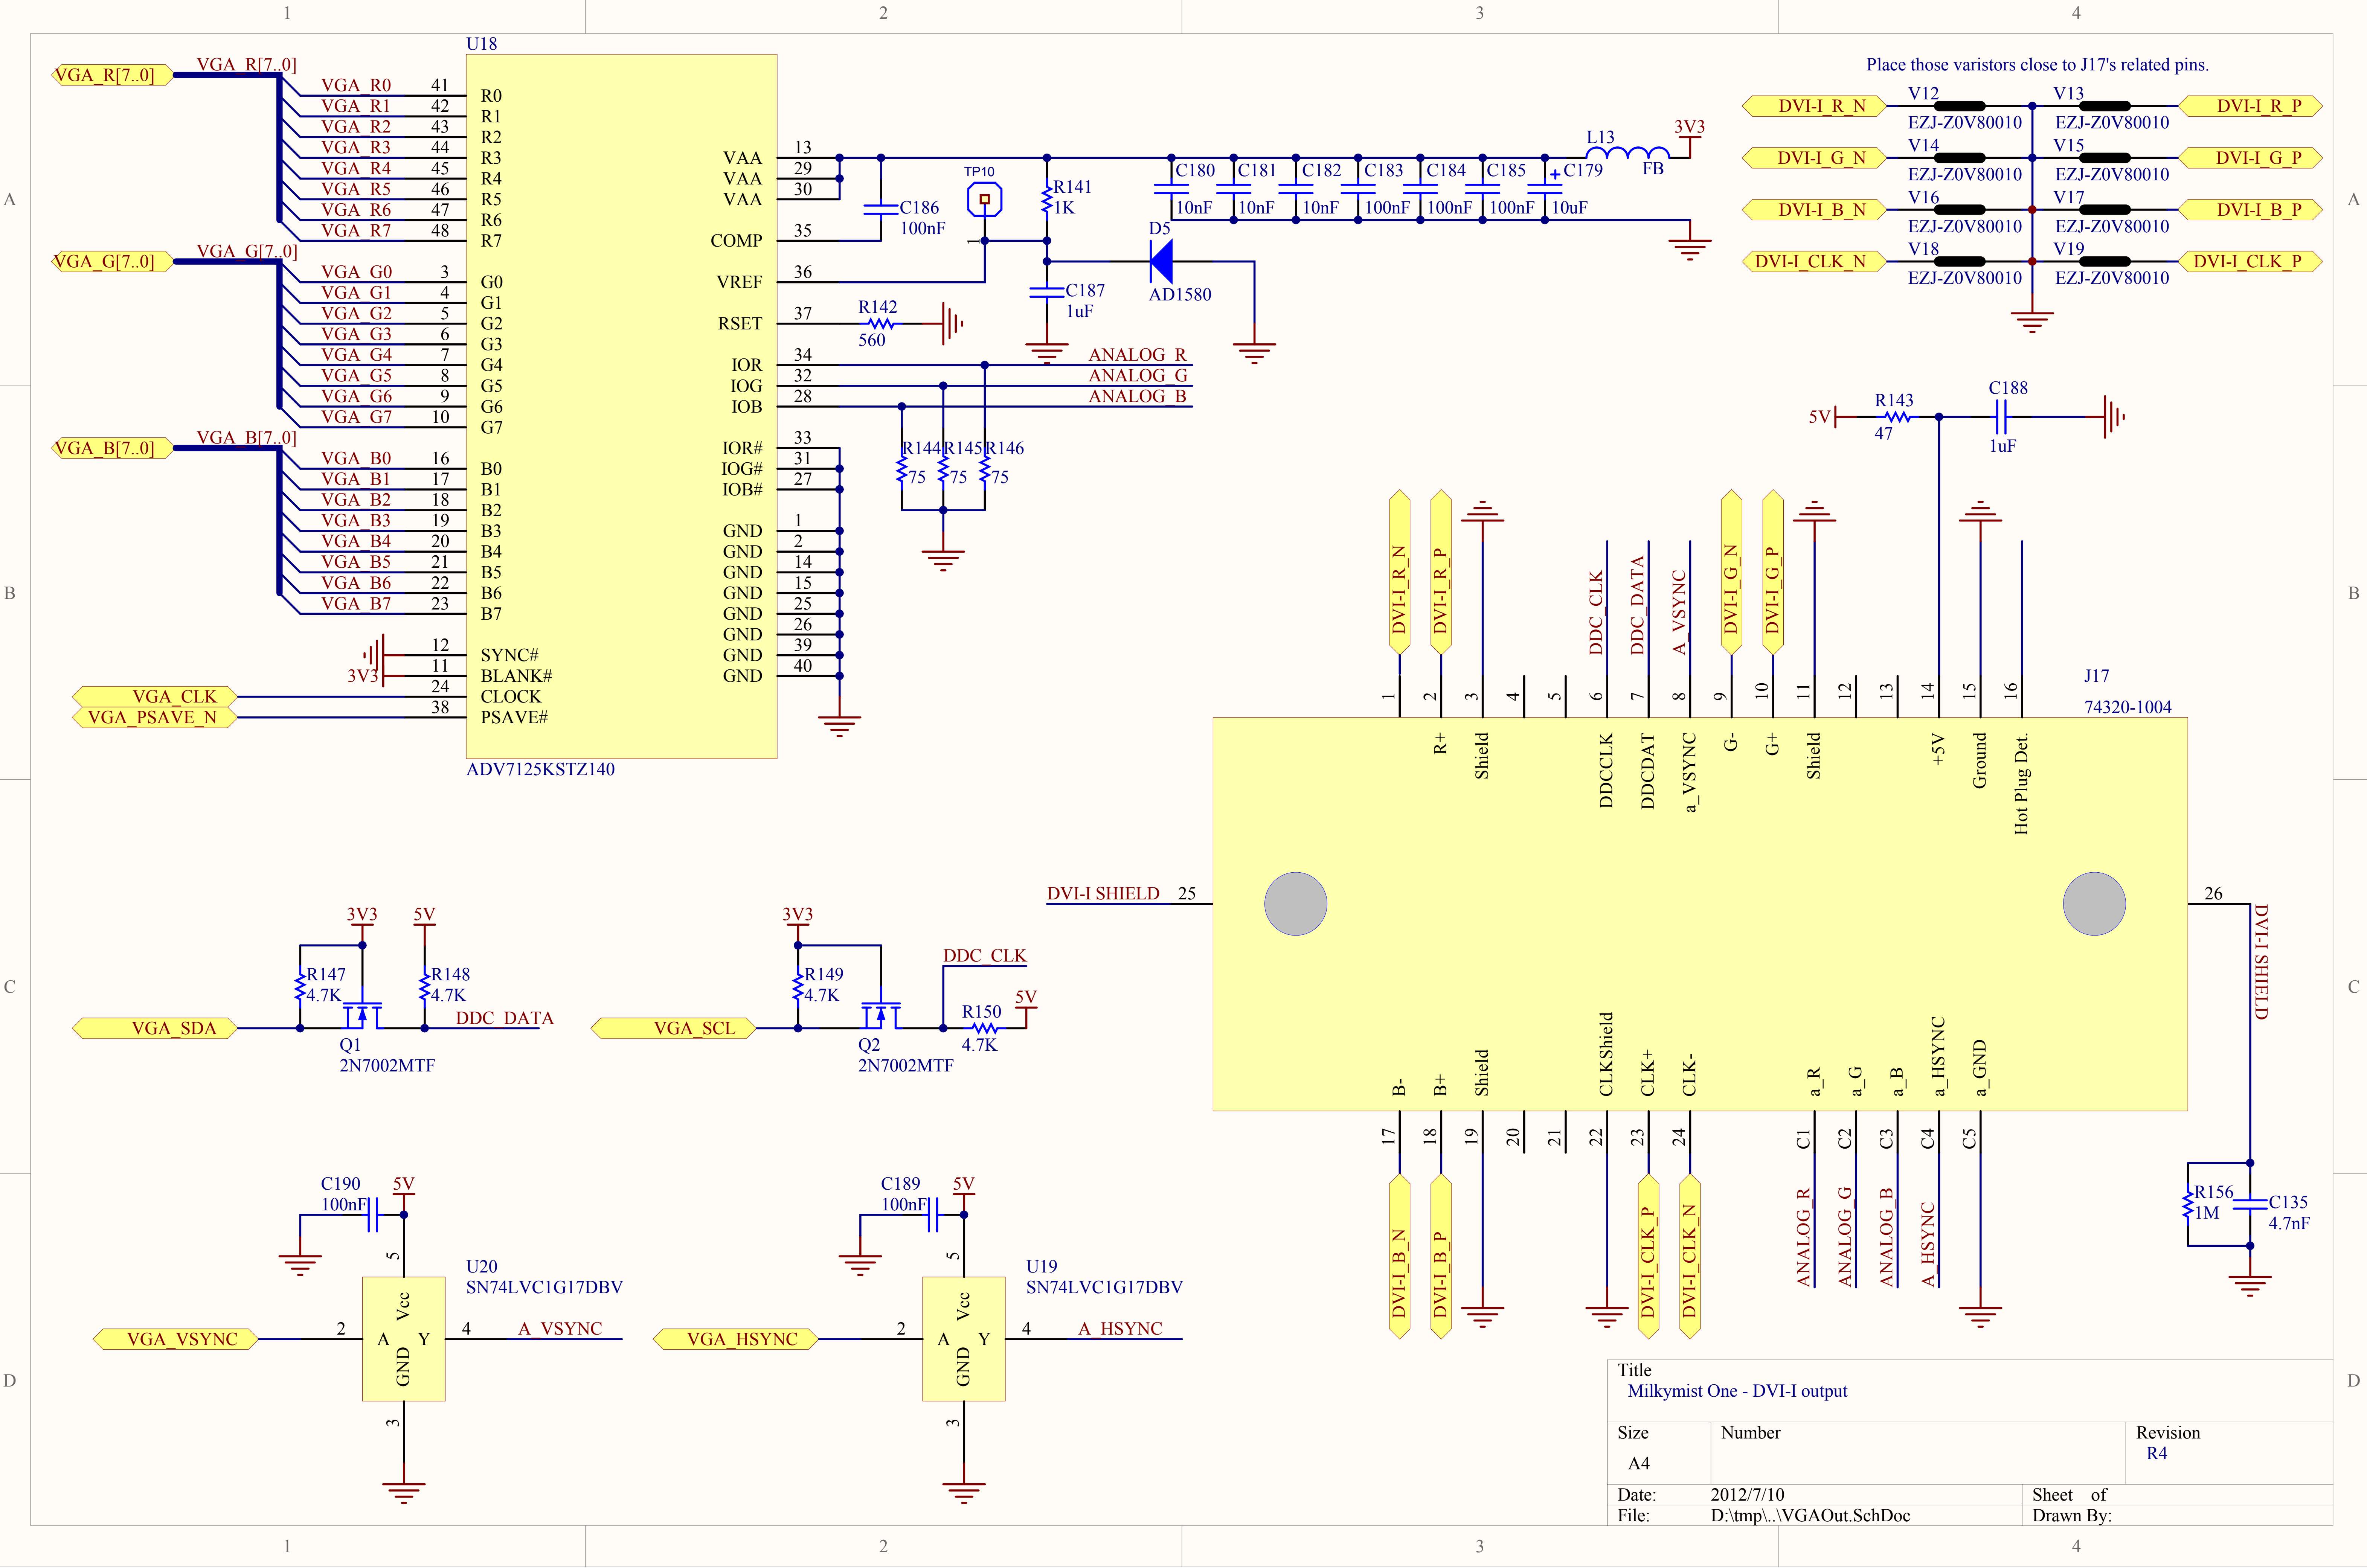 1 2 3 4
A
B
C
D
U18
VGA_R[7..0]
VGA_R[7..0]
VGA_R0 41 R0
VGA_R1 42 R1
VGA_R2 43 R2
VGA_R3 44 R3
VGA_R4 45 R4
VGA_R5 46 R5
VGA_R6 47 R6
VGA_R7 48 R7
VGA_G[7..0]
VGA_G[7..0]
VGA_G0 3 G0
VGA_G1 4 G1
VGA_G2 5 G2
VGA_G3 6 G3
VGA_G4 7 G4
VGA_G5 8 G5
VGA_G6 9 G6
VGA_G7 10 G7
VGA_B[7..0]
VGA_B[7..0]
VGA_B0 16 B0
VGA_B1 17 B1
VGA_B2 18 B2
VGA_B3 19 B3
VGA_B4 20 B4
VGA_B5 21 B5
VGA_B6 22 B6
VGA_B7 23 B7
12 SYNC#
3V3 11 BLANK#
VGA_CLK 24 CLOCK
VGA_PSAVE_N 38 PSAVE#
VAA 13
VAA 29
VAA 30
COMP 35
VREF 36
RSET 37
IOR 34
IOG 32
IOB 28
IOR# 33
IOG# 31
IOB# 27
GND 1
GND 2
GND 14
GND 15
GND 25
GND 26
GND 39
GND 40
ADV7125KSTZ140
C186
100nF
TP10
1
R141
1K
C187
1uF
D5
AD1580
R142
560
ANALOG_R
ANALOG_G
ANALOG_B
R144 R145 R146
75 75 75
C180 C181 C182 C183 C184 C185 + C179
10nF 10nF 10nF 100nF 100nF 100nF 10uF
L13
FB
3V3
Place those varistors close to J17's related pins.
DVI-I_R_N V12 V13 DVI-I_R_P
EZJ-Z0V80010 EZJ-Z0V80010
DVI-I_G_N V14 V15 DVI-I_G_P
EZJ-Z0V80010 EZJ-Z0V80010
DVI-I_B_N V16 V17 DVI-I_B_P
EZJ-Z0V80010 EZJ-Z0V80010
DVI-I_CLK_N V18 V19 DVI-I_CLK_P
EZJ-Z0V80010 EZJ-Z0V80010
5V
R143
47
C188
1uF
J17
74320-1004
DVI-I_R_N 1
DVI-I_R_P 2 R+
3 Shield
4
5
DDC_CLK 6 DDCCLK
DDC_DATA 7 DDCDAT
A_VSYNC 8 a_VSYNC
DVI-I_G_N 9 G-
DVI-I_G_P 10 G+
11 Shield
12
13
14 +5V
15 Ground
16 Hot Plug Det.
DVI-I SHIELD 25
26 DVI-I SHIELD
B- 17 DVI-I_B_N
B+ 18 DVI-I_B_P
Shield 19
20
21
CLKShield 22
CLK+ 23 DVI-I_CLK_P
CLK- 24 DVI-I_CLK_N
a_R C1 ANALOG_R
a_G C2 ANALOG_G
a_B C3 ANALOG_B
a_HSYNC C4 A_HSYNC
a_GND C5
R156
1M
C135
4.7nF
3V3 5V
R147
4.7K
R148
4.7K
VGA_SDA
DDC_DATA
Q1
2N7002MTF
3V3
R149
4.7K
DDC_CLK
5V
R150
4.7K
VGA_SCL
Q2
2N7002MTF
C190
100nF
5V
5
U20
SN74LVC1G17DBV
VGA_VSYNC 2 A Vcc Y 4 A_VSYNC
GND
3
C189
100nF
5V
5
U19
SN74LVC1G17DBV
VGA_HSYNC 2 A Vcc Y 4 A_HSYNC
GND
3
Title
Milkymist One - DVI-I output
Size Number Revision
A4 R4
Date: 2012/7/10 Sheet of
File: D:\tmp\..\VGAOut.SchDoc Drawn By:
A
B
C
D
1 2 3 4